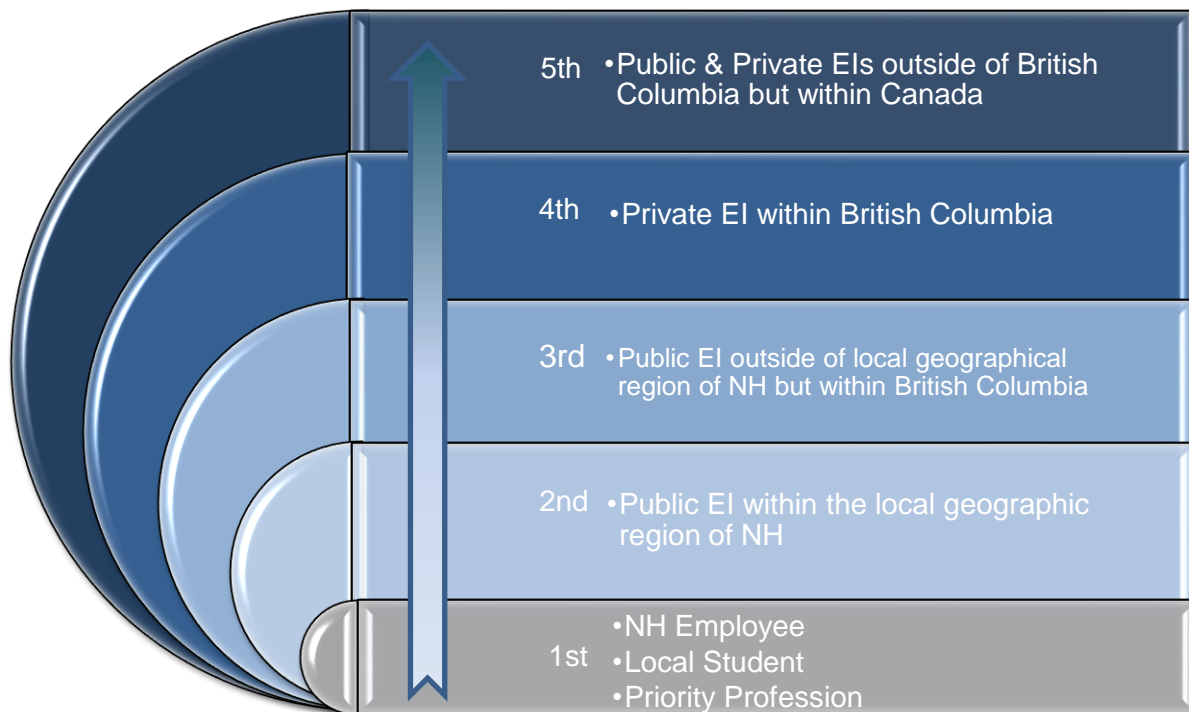 5th •Public & Private EIs outside of British
Columbia but within Canada
4th •Private EI within British Columbia
3rd •Public EI outside of local geographical
region of NH but within British Columbia
2nd •Public EI within the local geographic
region of NH
•NH Employee
1st •Local Student
•Priority Profession